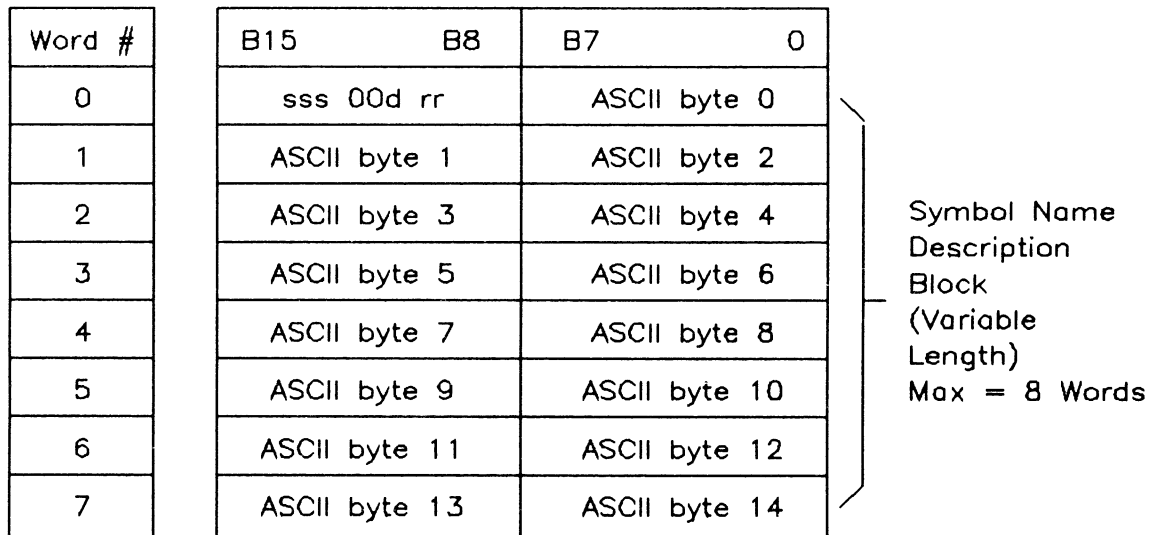 Word # B15 B8 B7 0
0 sss 00d rr ASCII byte 0
1 ASCII byte 1 ASCII byte 2
2 ASCII byte 3 ASCII byte 4
3 ASCII byte 5 ASCII byte 6
4 ASCII byte 7 ASCII byte 8
5 ASCII byte 9 ASCII byte 10
6 ASCII byte 11 ASCII byte 12
7 ASCII byte 13 ASCII byte 14
Symbol Name
Description
Block
(Variable
Length)
Max = 8 Words